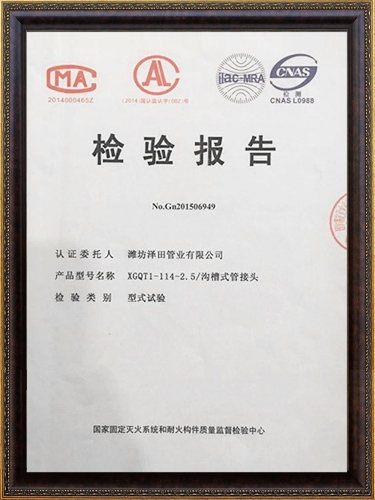 MA
AL
ilac-MRA
CNAS
2014000465Z
(2014)国认监认字(082)号
检测
CNAS L0988
检验报告
No.Gn201506949
认证委托人 潍坊泽田管业有限公司
产品型号名称 XGQT1-114-2.5/沟槽式管接头
检验类别 型式试验
国家固定灭火系统和耐火构件质量监督检验中心